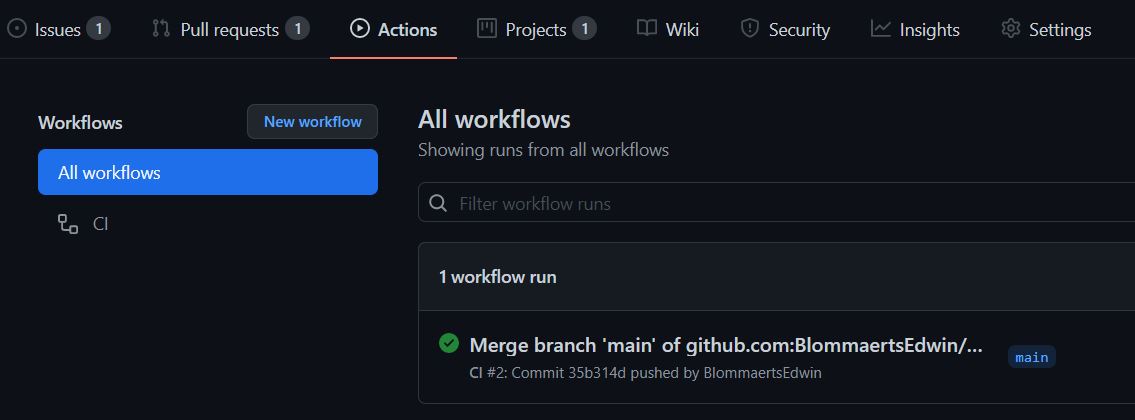 Issues 1 Pull requests 1 Actions Projects 1 Wiki Security Insights Settings
Workflows
New workflow
All workflows
CI
All workflows
Showing runs from all workflows
Filter workflow runs
1 workflow run
Merge branch 'main' of github.com:BlommaertsEdwin/...
main
CI #2: Commit 35b314d pushed by BlommaertsEdwin